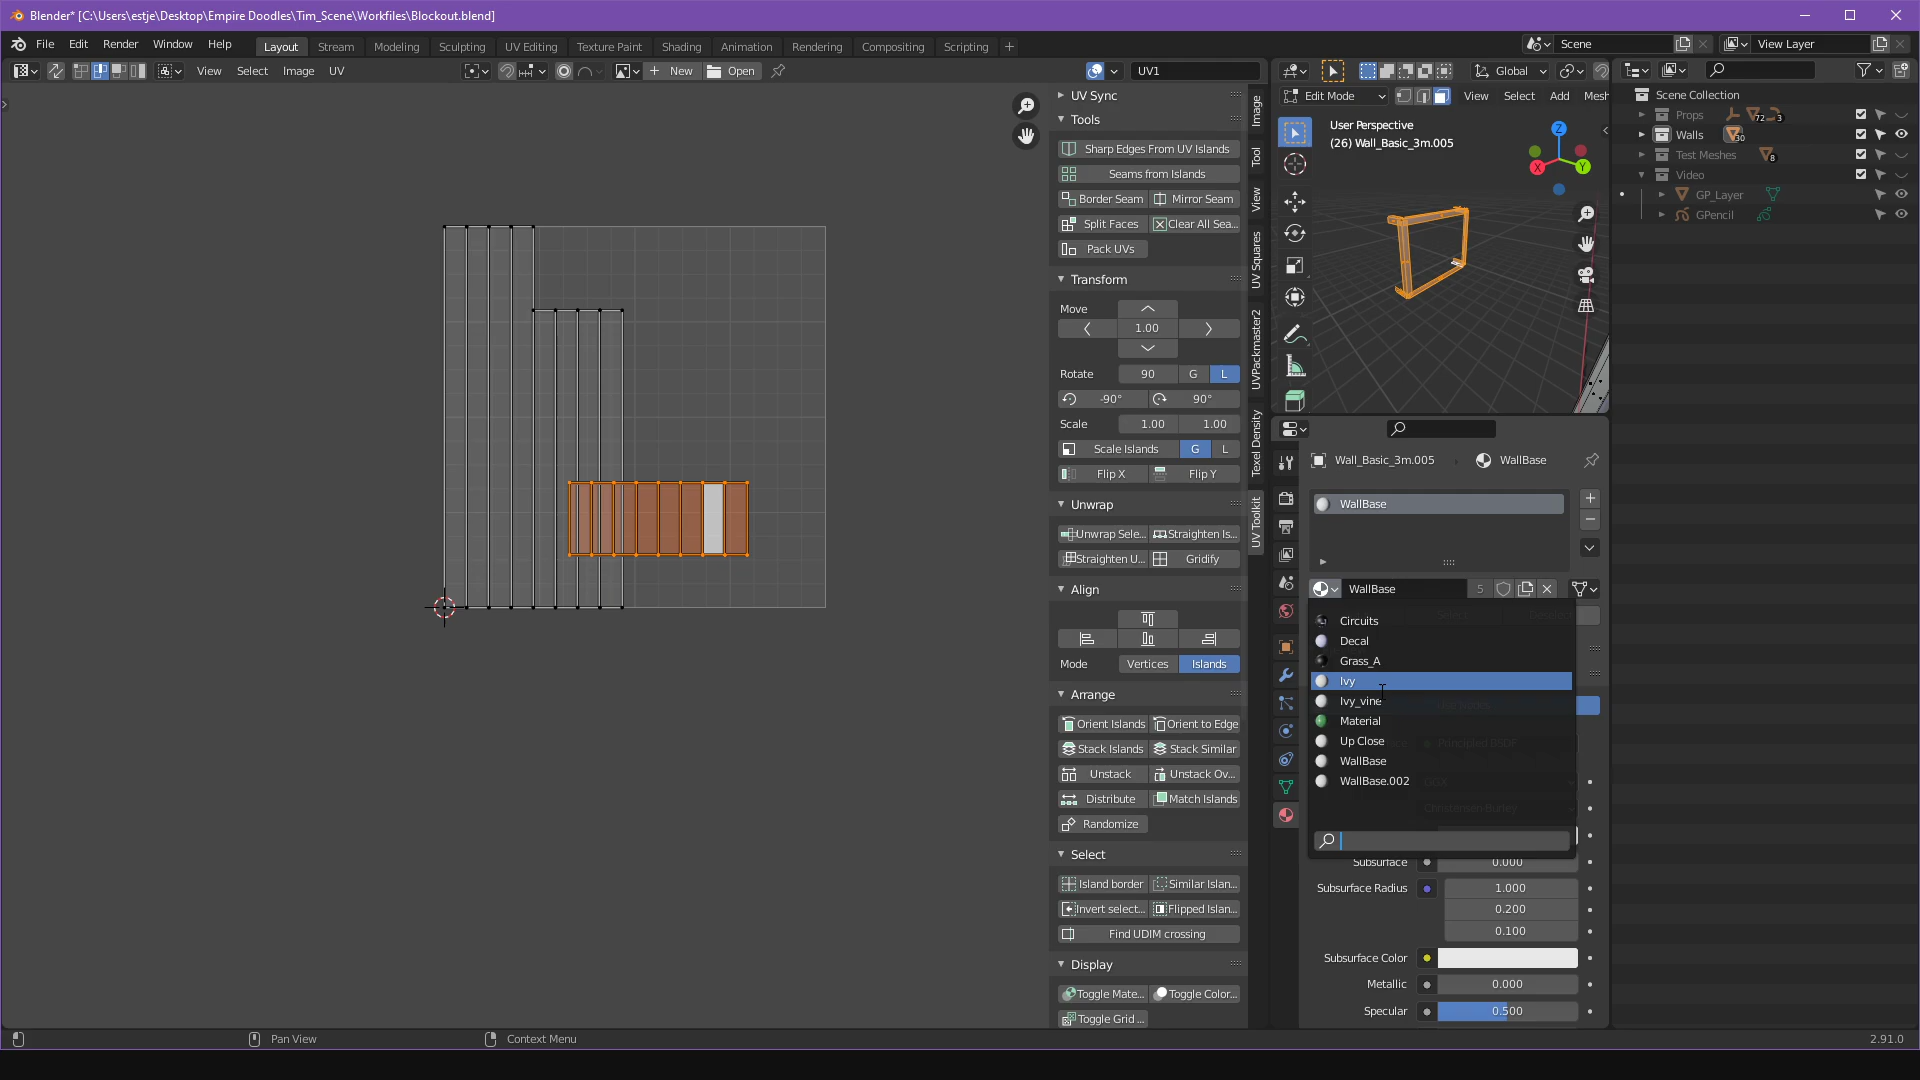 Blender* [C:\Users\estje\Desktop\Empire Doodles\Tim_Scene\Workfiles\Blockout.blend]
File Edit Render Window Help Layout Stream Modeling Sculpting UV Editing Texture Paint Shading Animation Rendering Compositing Scripting + Scene View Layer
View Select Image UV New Open UV1 Global
UV Sync
Tools
Sharp Edges From UV Islands
Seams from Islands
Border Seam Mirror Seam
Split Faces Clear All Sea...
Pack UVs
Transform
Move
1.00
Rotate 90 G L
-90° 90°
Scale 1.00 1.00
Scale Islands G L
Flip X Flip Y
Unwrap
Unwrap Sele... Straighten Is...
Straighten U... Gridify
Align
Mode Vertices Islands
Arrange
Orient Islands Orient to Edge
Stack Islands Stack Similar
Unstack Unstack Ov...
Distribute Match Islands
Randomize
Select
Island border Similar Islan...
Invert select... Flipped Islan...
Find UDIM crossing
Display
Toggle Mate... Toggle Color...
Toggle Grid ...
Image
Tool
View
UV Squares
UVPackmaster2
Texel Density
UV Toolkit
Edit Mode View Select Add Mesh
User Perspective
(26) Wall_Basic_3m.005
X Y Z
Wall_Basic_3m.005 WallBase
WallBase
WallBase 5
Circuits
Decal
Grass_A
Ivy
Ivy_vine
Material
Up Close
WallBase
WallBase.002
Principled BSDF
GGX
Christensen-Burley
Subsurface 0.000
Subsurface Radius 1.000
0.200
0.100
Subsurface Color
Metallic 0.000
Specular 0.500
Scene Collection
Props 72 3
Walls 30
Test Meshes 8
Video
GP_Layer
GPencil
Pan View Context Menu 2.91.0